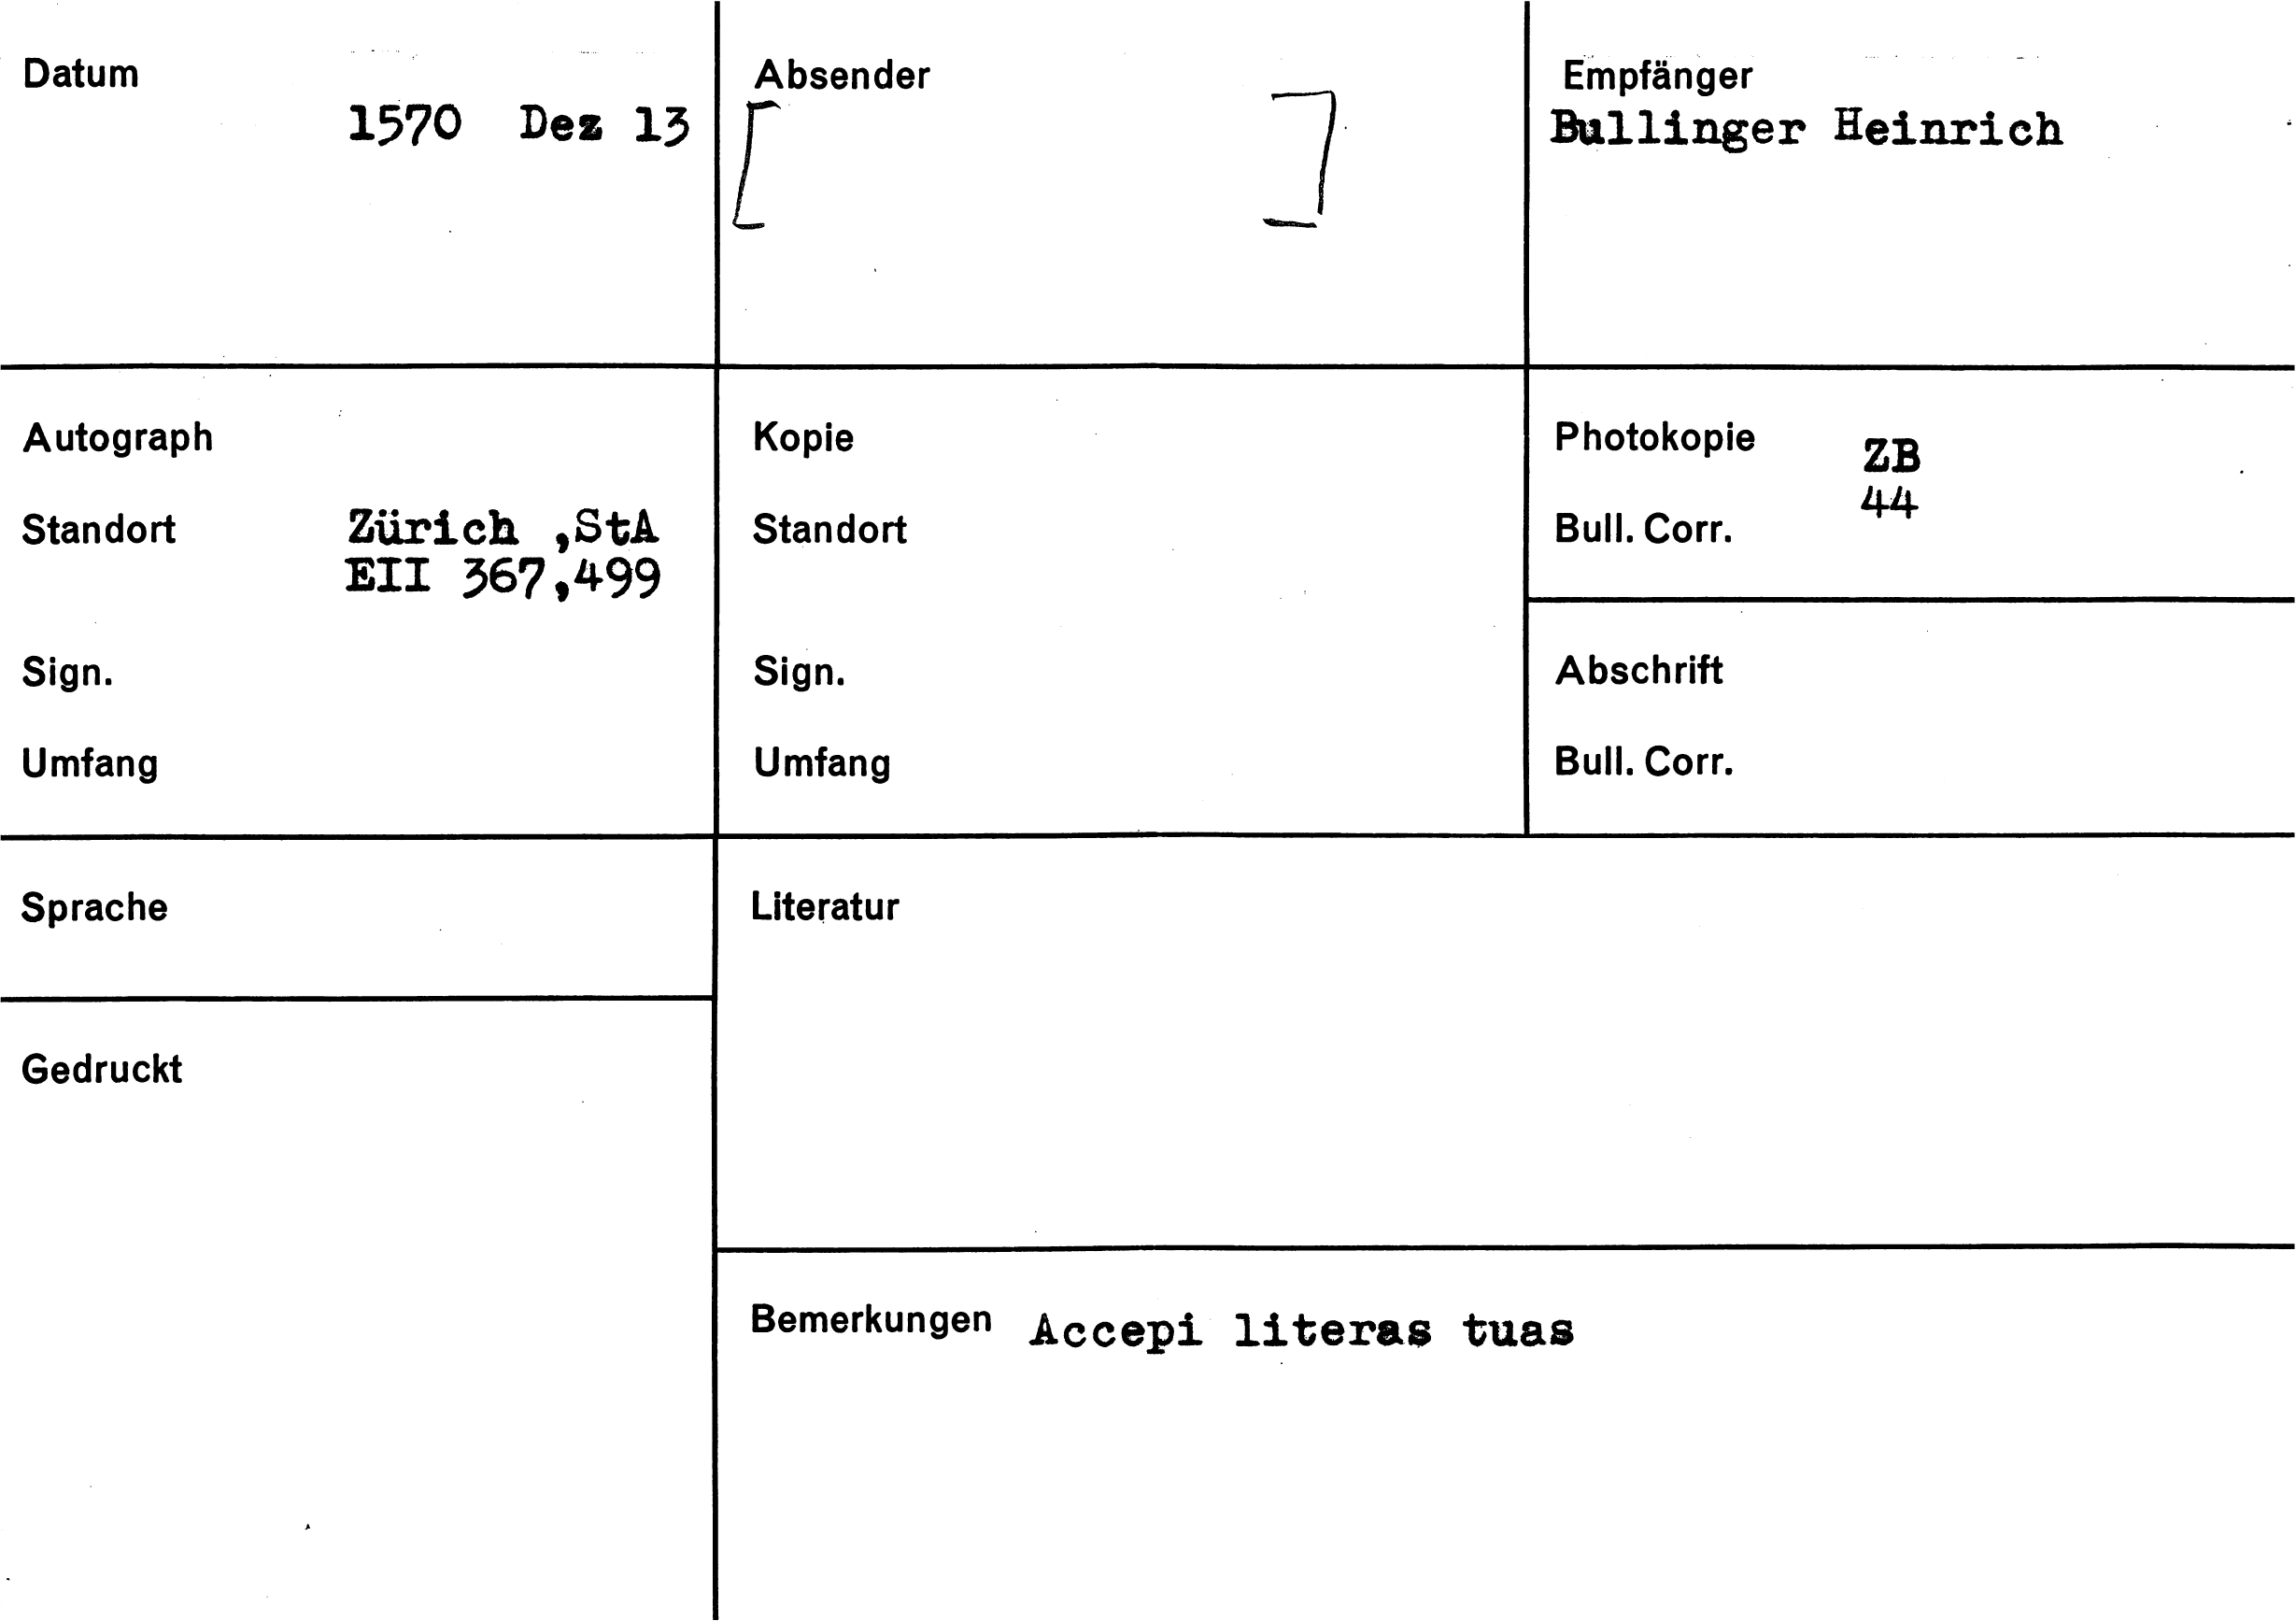 Datum
1570 Dez 13
Absender
[ ]
Empfänger
Bullinger Heinrich
Autograph
Standort Zürich ,StA
EII 367,499
Sign.
Umfang
Kopie
Standort
Sign.
Umfang
Photokopie ZB
44
Bull. Corr.
Abschrift
Bull. Corr.
Sprache
Gedruckt
Literatur
Bemerkungen Accepi literas tuas